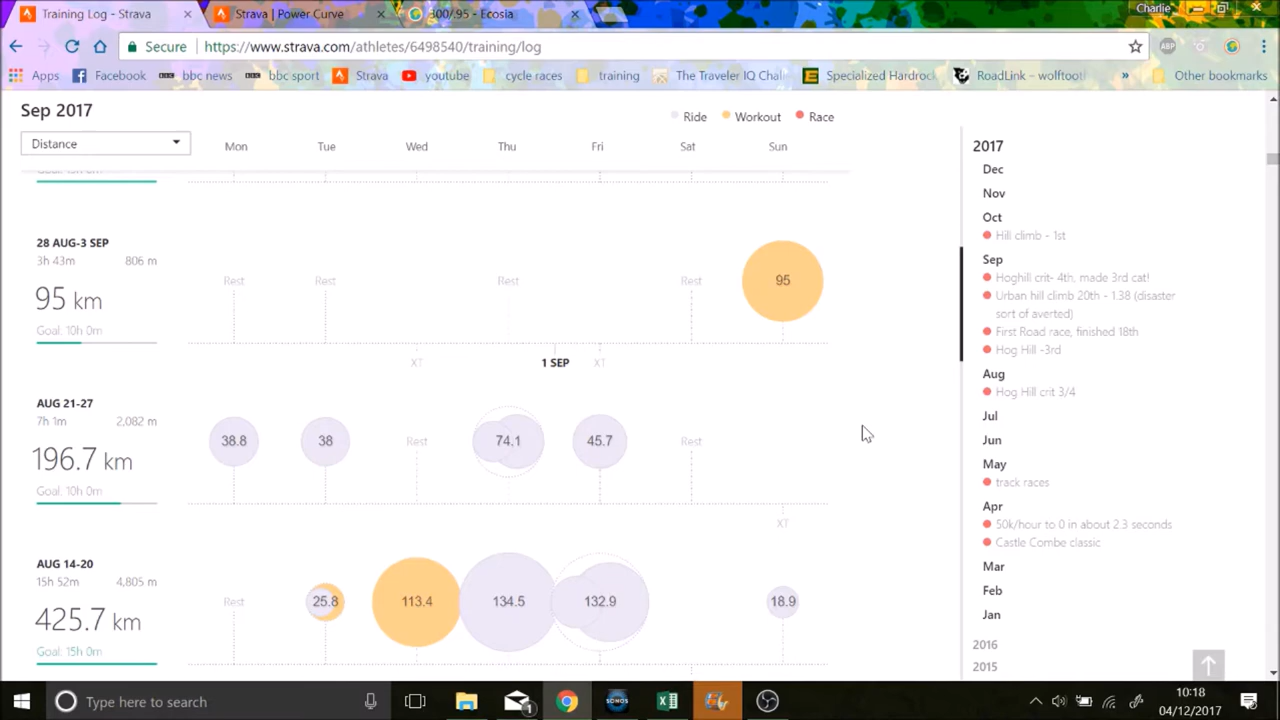 Training Log - Strava
Strava | Power Curve
300/.95 - Ecosia
Charlie
Secure
https://www.strava.com/athletes/6498540/training/log
ABP
Apps
Facebook
bbc news
bbc sport
Strava
youtube
cycle races
training
The Traveler IQ Chall
Specialized Hardrock
RoadLink – wolftoot
Other bookmarks
Sep 2017
Ride
Workout
Race
Distance
Mon
Tue
Wed
Thu
Fri
Sat
Sun
28 AUG-3 SEP
3h 43m
806 m
95 km
Goal: 10h 0m
Rest
Rest
Rest
Rest
95
XT
1 SEP
XT
AUG 21-27
7h 1m
2,082 m
196.7 km
Goal: 10h 0m
38.8
38
Rest
74.1
45.7
Rest
XT
AUG 14-20
15h 52m
4,805 m
425.7 km
Goal: 15h 0m
Rest
25.8
113.4
134.5
132.9
18.9
2017
Dec
Nov
Oct
Hill climb - 1st
Sep
Hoghill crit- 4th, made 3rd cat!
Urban hill climb 20th - 1.38 (disaster
sort of averted)
First Road race, finished 18th
Hog Hill -3rd
Aug
Hog Hill crit 3/4
Jul
Jun
May
track races
Apr
50k/hour to 0 in about 2.3 seconds
Castle Combe classic
Mar
Feb
Jan
2016
2015
Type here to search
1
SONOS
10:18
04/12/2017